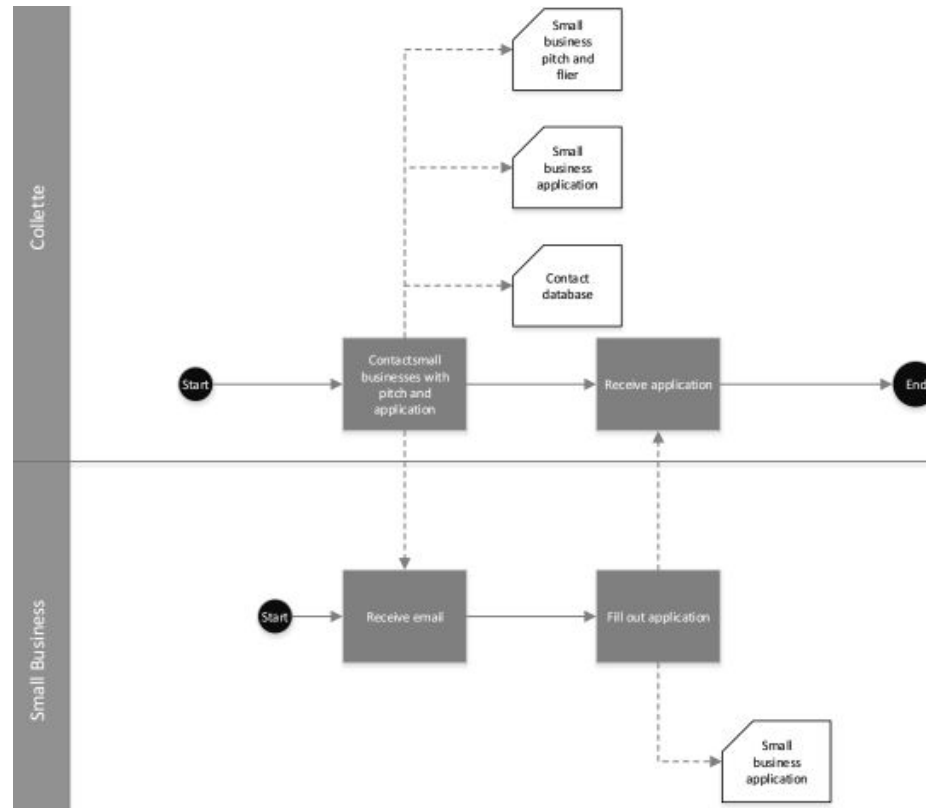 Collette
Small
business
pitch and
flier
Small
business
application
Contact
database
Start
Contactsmall
businesses with
pitch and
application
Receive application
End
Small Business
Start
Receive email
Fill out application
Small
business
application